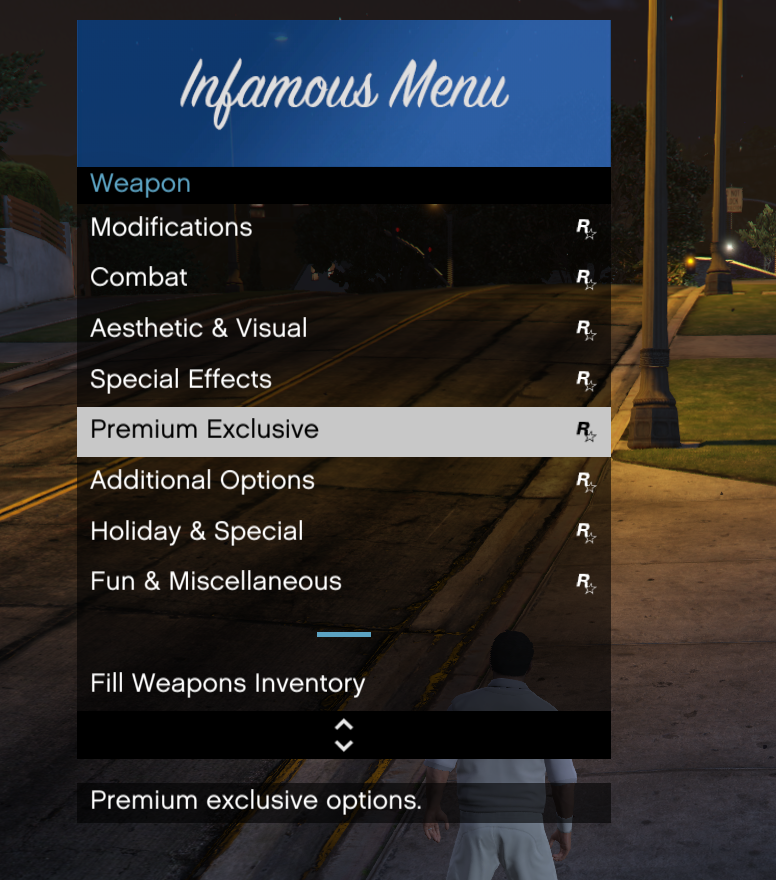 Infamous Menu
Weapon
Modifications
Combat
Aesthetic & Visual
Special Effects
Premium Exclusive
Additional Options
Holiday & Special
Fun & Miscellaneous
Fill Weapons Inventory
Premium exclusive options.